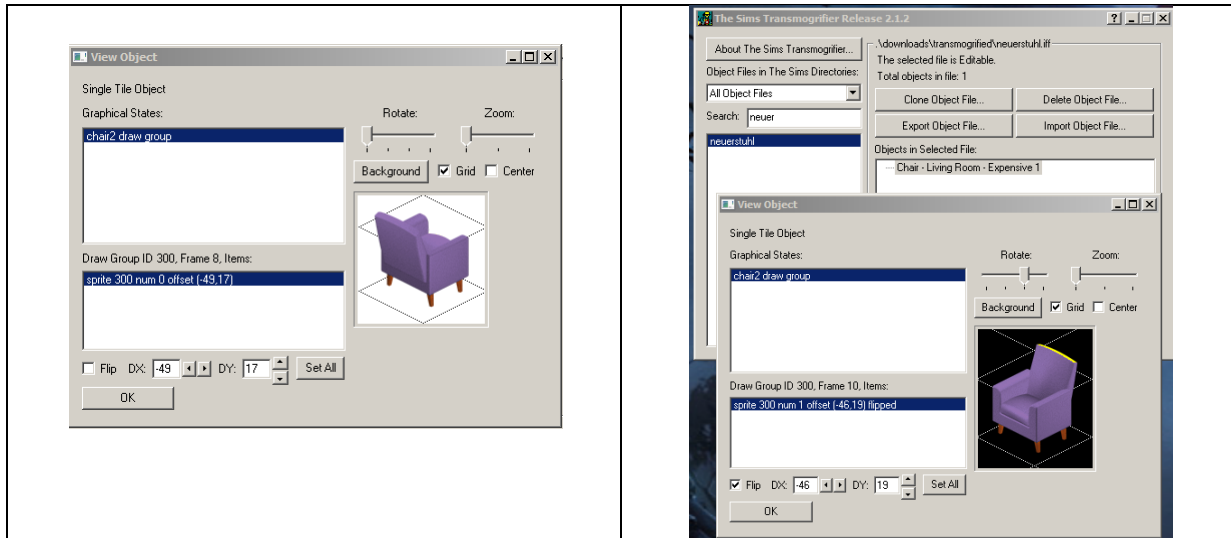 View Object
Single Tile Object
Graphical States:
Rotate:
Zoom:
chair2 draw group
Background
Grid
Center
Draw Group ID 300, Frame 8, Items:
sprite 300 num 0 offset (-49,17)
Flip DX: -49 DY: 17 Set All
OK
The Sims Transmogrifier Release 2.1.2
About The Sims Transmogrifier...
.\downloads\transmogrified\neuerstuhl.iff
The selected file is Editable.
Object Files in The Sims Directories:
Total objects in file: 1
All Object Files
Clone Object File...
Delete Object File...
Search: neuer
Export Object File...
Import Object File...
neuerstuhl
Objects in Selected File:
Chair - Living Room - Expensive 1
View Object
Single Tile Object
Graphical States:
Rotate:
Zoom:
chair2 draw group
Background
Grid
Center
Draw Group ID 300, Frame 10, Items:
sprite 300 num 1 offset (-46,19) flipped
Flip DX: -46 DY: 19 Set All
OK